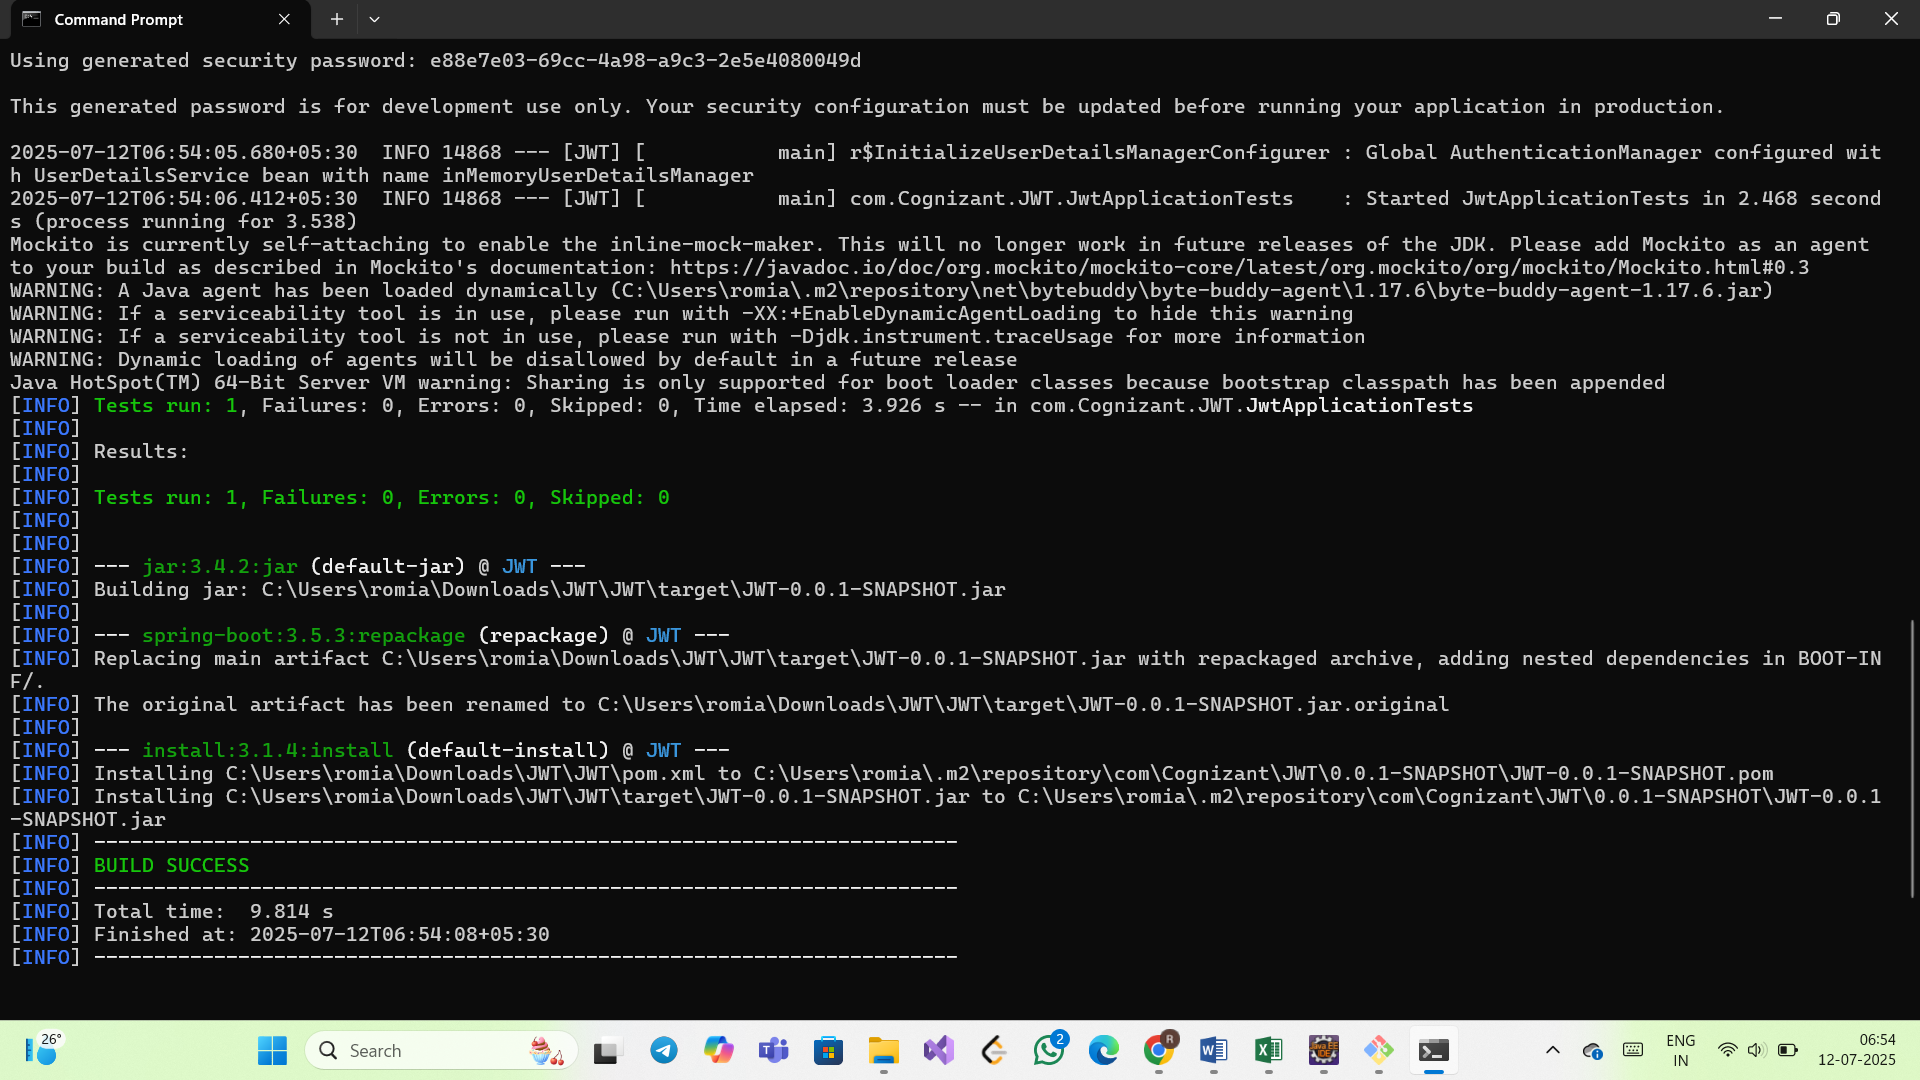 Command Prompt
Using generated security password: e88e7e03-69cc-4a98-a9c3-2e5e4080049d
This generated password is for development use only. Your security configuration must be updated before running your application in production.
2025-07-12T06:54:05.680+05:30  INFO 14868 --- [JWT] [           main] r$InitializeUserDetailsManagerConfigurer : Global AuthenticationManager configured wit
h UserDetailsService bean with name inMemoryUserDetailsManager
2025-07-12T06:54:06.412+05:30  INFO 14868 --- [JWT] [           main] com.Cognizant.JWT.JwtApplicationTests    : Started JwtApplicationTests in 2.468 second
s (process running for 3.538)
Mockito is currently self-attaching to enable the inline-mock-maker. This will no longer work in future releases of the JDK. Please add Mockito as an agent
to your build as described in Mockito's documentation: https://javadoc.io/doc/org.mockito/mockito-core/latest/org.mockito/org/mockito/Mockito.html#0.3
WARNING: A Java agent has been loaded dynamically (C:\Users\romia\.m2\repository\net\bytebuddy\byte-buddy-agent\1.17.6\byte-buddy-agent-1.17.6.jar)
WARNING: If a serviceability tool is in use, please run with -XX:+EnableDynamicAgentLoading to hide this warning
WARNING: If a serviceability tool is not in use, please run with -Djdk.instrument.traceUsage for more information
WARNING: Dynamic loading of agents will be disallowed by default in a future release
Java HotSpot(TM) 64-Bit Server VM warning: Sharing is only supported for boot loader classes because bootstrap classpath has been appended
[INFO] Tests run: 1, Failures: 0, Errors: 0, Skipped: 0, Time elapsed: 3.926 s -- in com.Cognizant.JWT.JwtApplicationTests
[INFO]
[INFO] Results:
[INFO]
[INFO] Tests run: 1, Failures: 0, Errors: 0, Skipped: 0
[INFO]
[INFO]
[INFO] --- jar:3.4.2:jar (default-jar) @ JWT ---
[INFO] Building jar: C:\Users\romia\Downloads\JWT\JWT\target\JWT-0.0.1-SNAPSHOT.jar
[INFO]
[INFO] --- spring-boot:3.5.3:repackage (repackage) @ JWT ---
[INFO] Replacing main artifact C:\Users\romia\Downloads\JWT\JWT\target\JWT-0.0.1-SNAPSHOT.jar with repackaged archive, adding nested dependencies in BOOT-IN
F/.
[INFO] The original artifact has been renamed to C:\Users\romia\Downloads\JWT\JWT\target\JWT-0.0.1-SNAPSHOT.jar.original
[INFO]
[INFO] --- install:3.1.4:install (default-install) @ JWT ---
[INFO] Installing C:\Users\romia\Downloads\JWT\JWT\pom.xml to C:\Users\romia\.m2\repository\com\Cognizant\JWT\0.0.1-SNAPSHOT\JWT-0.0.1-SNAPSHOT.pom
[INFO] Installing C:\Users\romia\Downloads\JWT\JWT\target\JWT-0.0.1-SNAPSHOT.jar to C:\Users\romia\.m2\repository\com\Cognizant\JWT\0.0.1-SNAPSHOT\JWT-0.0.1
-SNAPSHOT.jar
[INFO] ------------------------------------------------------------------------
[INFO] BUILD SUCCESS
[INFO] ------------------------------------------------------------------------
[INFO] Total time:  9.814 s
[INFO] Finished at: 2025-07-12T06:54:08+05:30
[INFO] ------------------------------------------------------------------------
26°
Search
2
R
Java EE
IDE
ENG
IN
06:54
12-07-2025